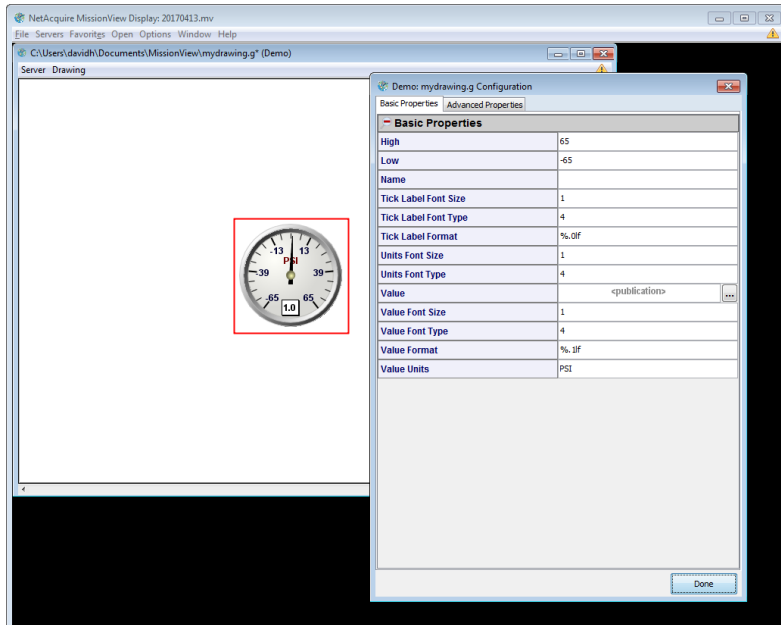 NetAcquire MissionView Display: 20170413.mv
File Servers Favorites Open Options Window Help
C:\Users\davidh\Documents\MissionView\mydrawing.g* (Demo)
Server Drawing
Demo: mydrawing.g Configuration
Basic Properties Advanced Properties
Basic Properties
High 65
Low -65
Name
Tick Label Font Size 1
Tick Label Font Type 4
Tick Label Format %.0lf
Units Font Size 1
Units Font Type 4
Value <publication> ...
Value Font Size 1
Value Font Type 4
Value Format %.1lf
Value Units PSI
-13 13
PSI
-39 39
-65 65
1.0
Done